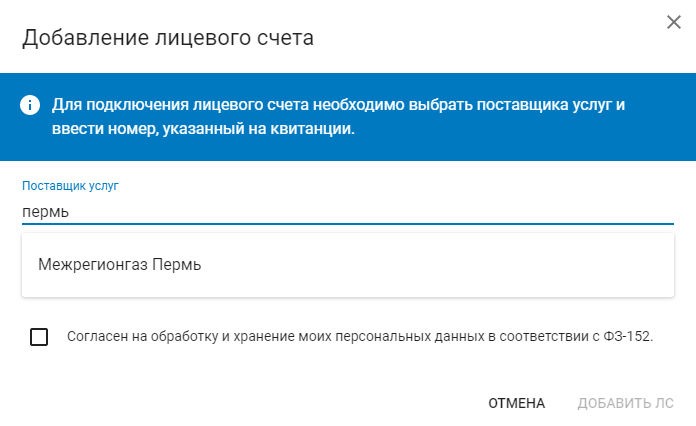 Добавление лицевого счета
Для подключения лицевого счета необходимо выбрать поставщика услуг и
ввести номер, указанный на квитанции.
Поставщик услуг
пермь
Межрегионгаз Пермь
Согласен на обработку и хранение моих персональных данных в соответствии с ФЗ-152.
ОТМЕНА ДОБАВИТЬ ЛС